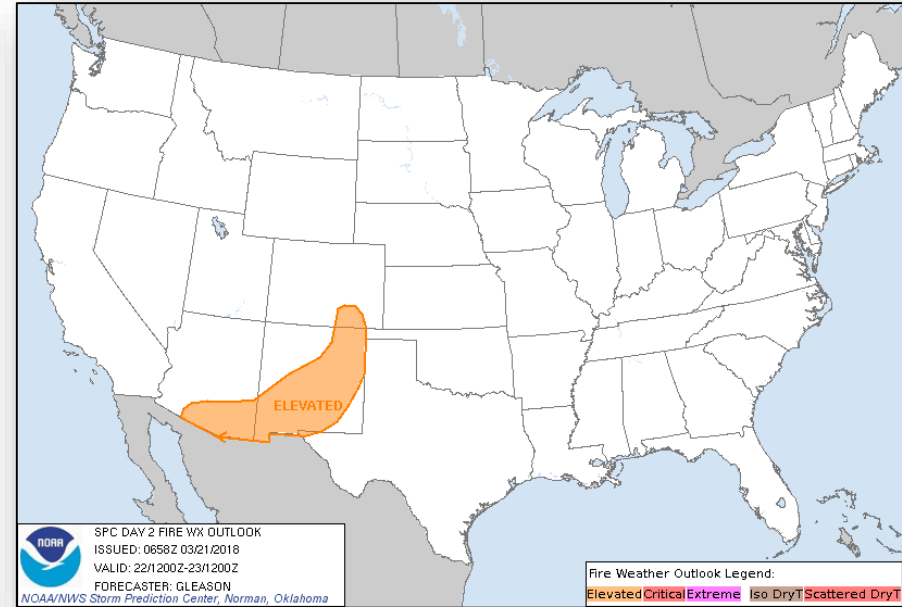 ELEVATED
NOAA
SPC DAY 2 FIRE WX OUTLOOK
ISSUED: 0658Z 03/21/2018
VALID: 22/1200Z-23/1200Z
FORECASTER: GLEASON
NOAA/NWS Storm Prediction Center, Norman, Oklahoma
Fire Weather Outlook Legend:
Elevated Critical Extreme Iso DryT Scattered DryT